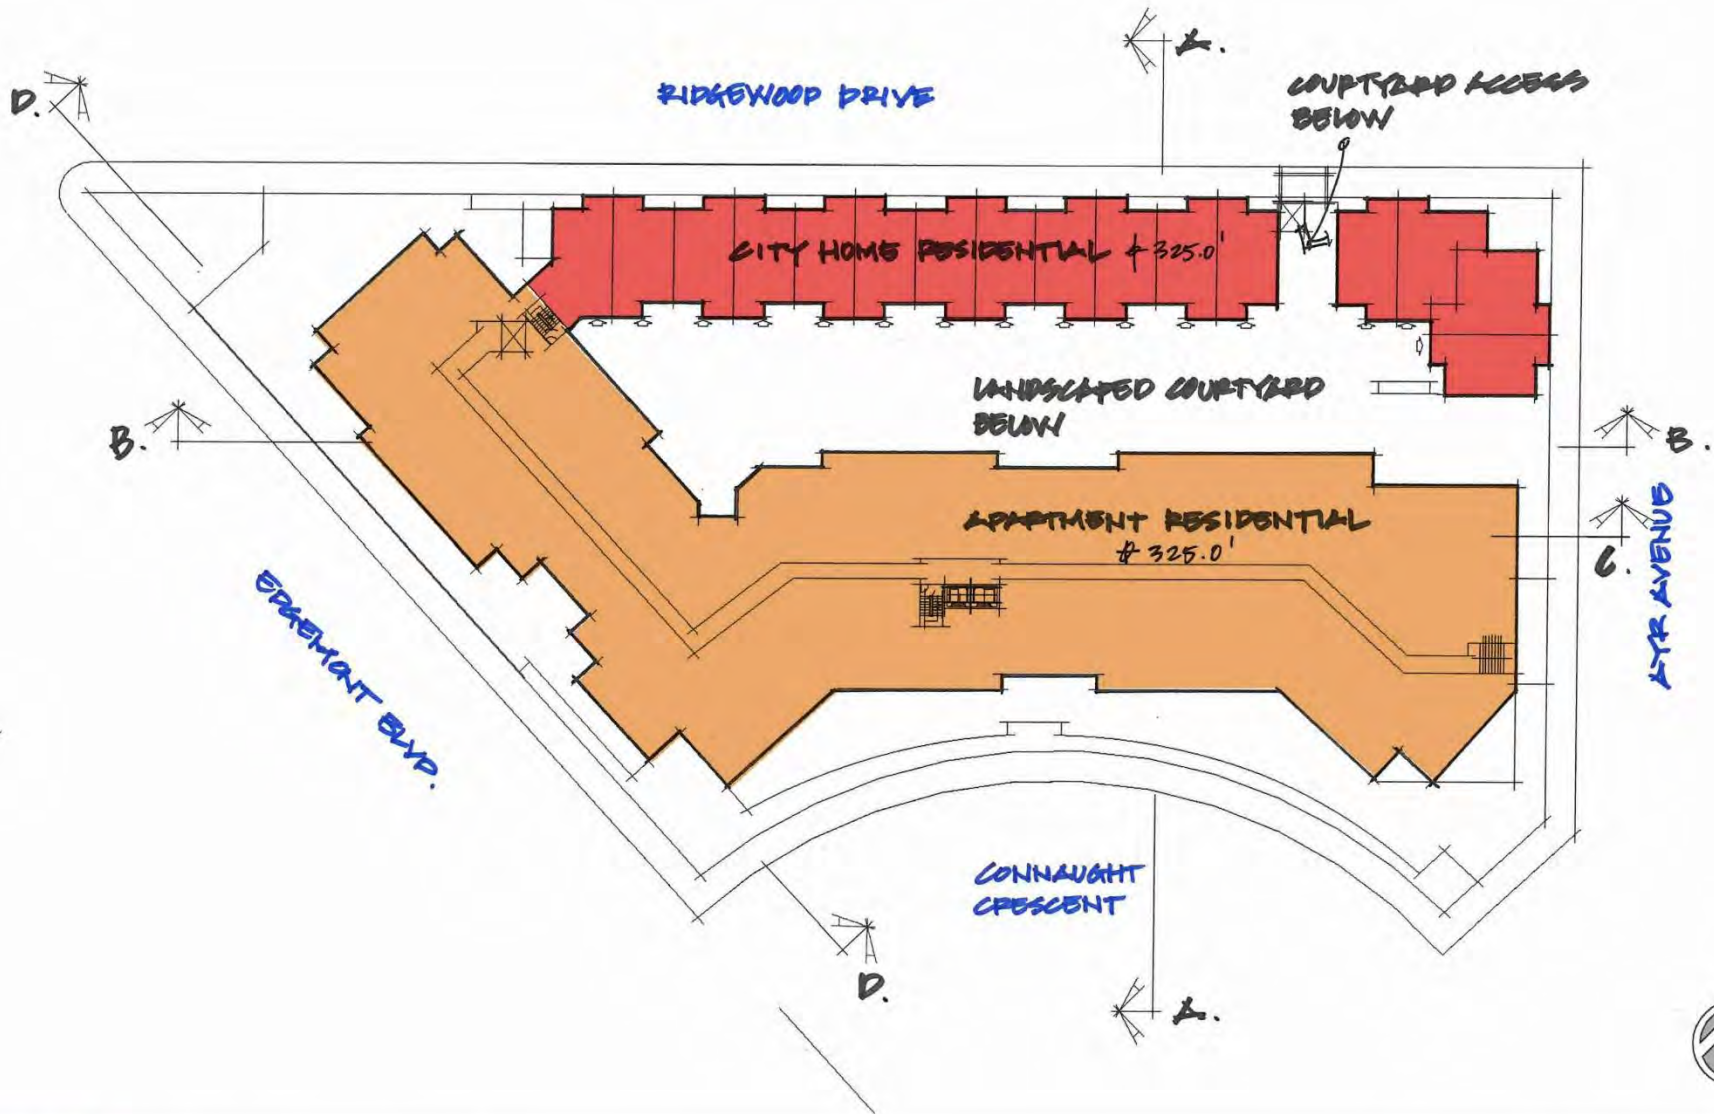 A.
D.
RIDGEWOOD DRIVE
COURTYARD ACCESS
BELOW
CITY HOME RESIDENTIAL ⌖ 325.0'
LANDSCAPED COURTYARD
BELOW
B.
B.
APARTMENT RESIDENTIAL
⌖ 325.0'
C.
AYR AVENUE
EDGEMONT BLVD.
CONNAUGHT
CRESCENT
D.
A.